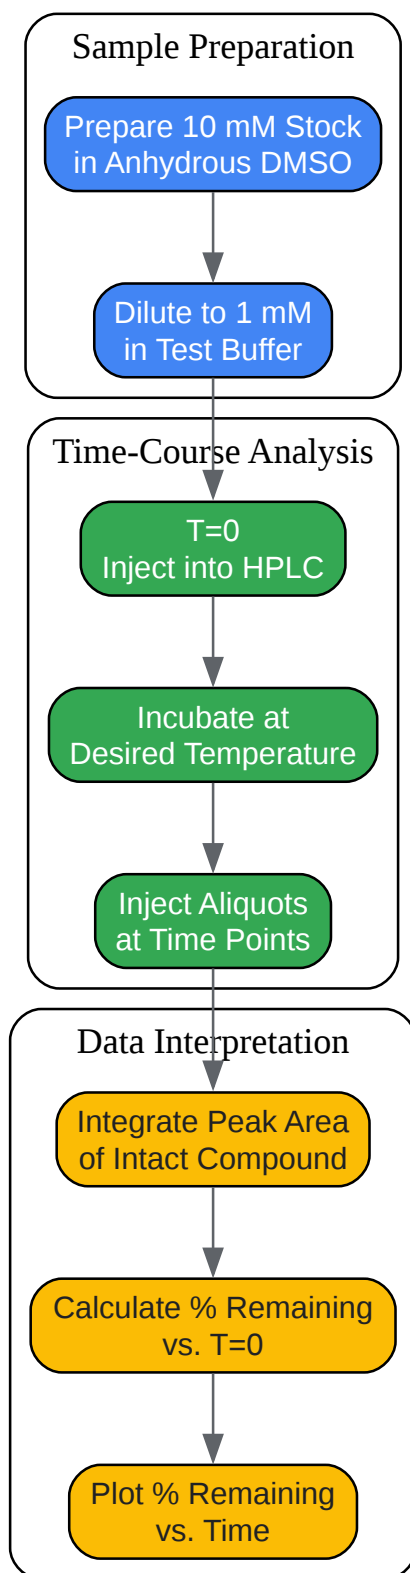 Sample Preparation
Prepare 10 mM Stock
in Anhydrous DMSO
Dilute to 1 mM
in Test Buffer
Time-Course Analysis
T=0
Inject into HPLC
Incubate at
Desired Temperature
Inject Aliquots
at Time Points
Data Interpretation
Integrate Peak Area
of Intact Compound
Calculate % Remaining
vs. T=0
Plot % Remaining
vs. Time